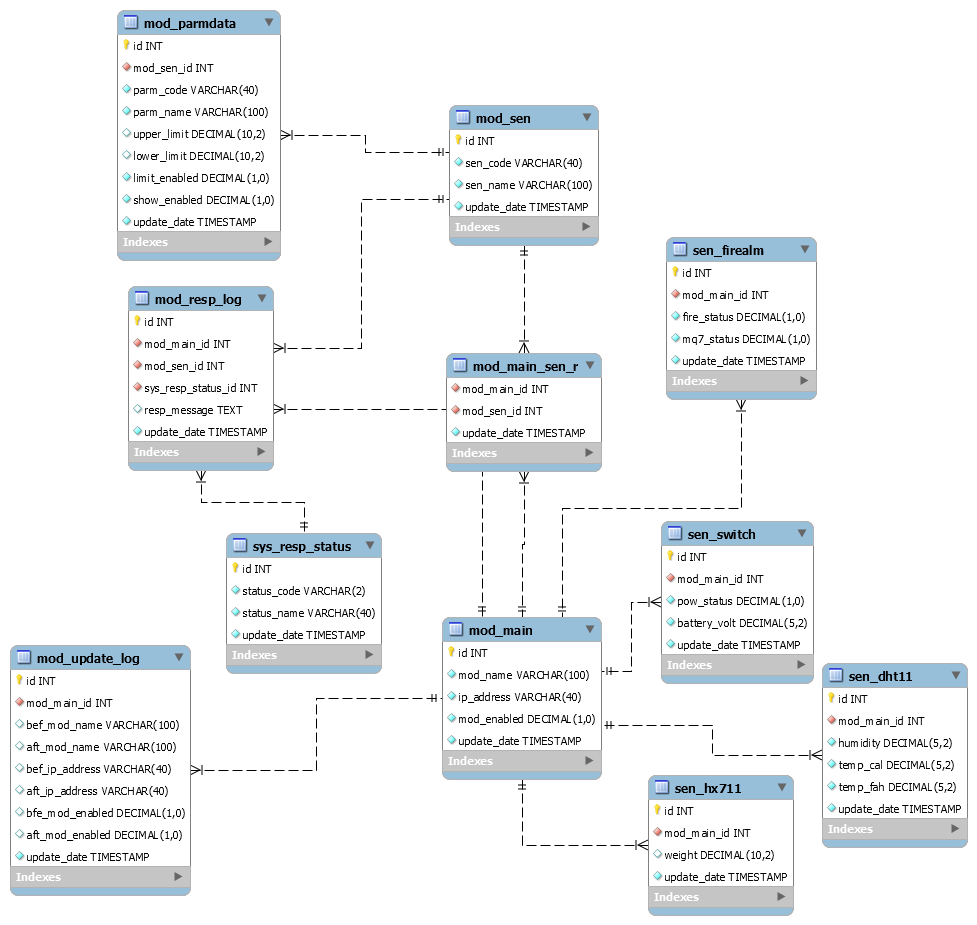 mod_parmdata
id INT
mod_sen_id INT
parm_code VARCHAR(40)
parm_name VARCHAR(100)
upper_limit DECIMAL(10,2)
lower_limit DECIMAL(10,2)
limit_enabled DECIMAL(1,0)
show_enabled DECIMAL(1,0)
update_date TIMESTAMP
Indexes
mod_sen
id INT
sen_code VARCHAR(40)
sen_name VARCHAR(100)
update_date TIMESTAMP
Indexes
sen_firealm
id INT
mod_main_id INT
fire_status DECIMAL(1,0)
mq7_status DECIMAL(1,0)
update_date TIMESTAMP
Indexes
mod_resp_log
id INT
mod_main_id INT
mod_sen_id INT
sys_resp_status_id INT
resp_message TEXT
update_date TIMESTAMP
Indexes
mod_main_sen_r
mod_main_id INT
mod_sen_id INT
update_date TIMESTAMP
Indexes
sys_resp_status
id INT
status_code VARCHAR(2)
status_name VARCHAR(40)
update_date TIMESTAMP
Indexes
sen_switch
id INT
mod_main_id INT
pow_status DECIMAL(1,0)
battery_volt DECIMAL(5,2)
update_date TIMESTAMP
Indexes
mod_update_log
id INT
mod_main_id INT
bef_mod_name VARCHAR(100)
aft_mod_name VARCHAR(100)
bef_ip_address VARCHAR(40)
aft_ip_address VARCHAR(40)
bfe_mod_enabled DECIMAL(1,0)
aft_mod_enabled DECIMAL(1,0)
update_date TIMESTAMP
Indexes
mod_main
id INT
mod_name VARCHAR(100)
ip_address VARCHAR(40)
mod_enabled DECIMAL(1,0)
update_date TIMESTAMP
Indexes
sen_dht11
id INT
mod_main_id INT
humidity DECIMAL(5,2)
temp_cal DECIMAL(5,2)
temp_fah DECIMAL(5,2)
update_date TIMESTAMP
Indexes
sen_hx711
id INT
mod_main_id INT
weight DECIMAL(10,2)
update_date TIMESTAMP
Indexes